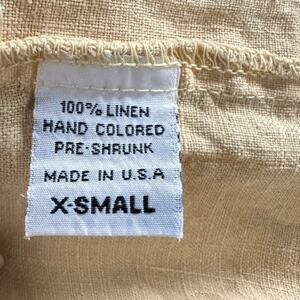 100% LINEN
HAND COLORED
PRE-SHRUNK
MADE IN U.S.A
X-SMALL